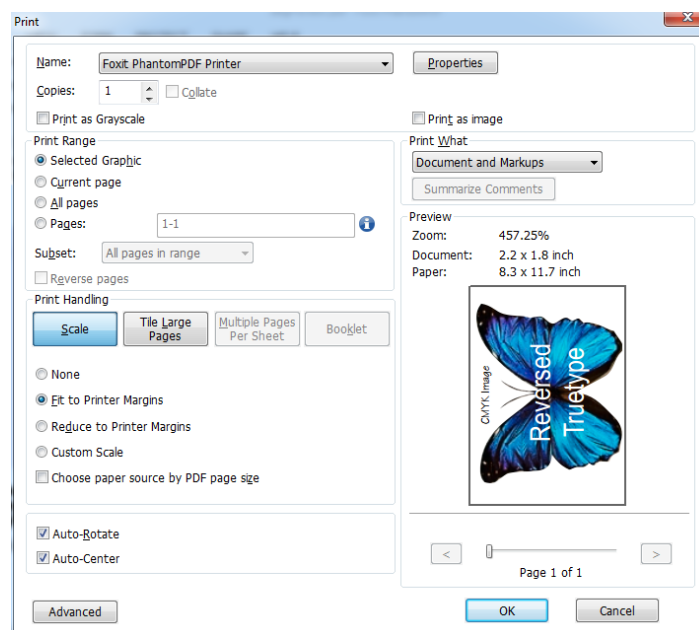 Print
Name: Foxit PhantomPDF Printer Properties
Copies: 1 Collate
Print as Grayscale Print as image
Print Range
Selected Graphic
Current page
All pages
Pages: 1-1
Subset: All pages in range
Reverse pages
Print Handling
Scale
Tile Large
Pages
Multiple Pages
Per Sheet
Booklet
None
Fit to Printer Margins
Reduce to Printer Margins
Custom Scale
Choose paper source by PDF page size
Auto-Rotate
Auto-Center
Advanced
Print What
Document and Markups
Summarize Comments
Preview
Zoom: 457.25%
Document: 2.2 x 1.8 inch
Paper: 8.3 x 11.7 inch
CMYK Image
Reversed
Truetype
< >
Page 1 of 1
OK Cancel